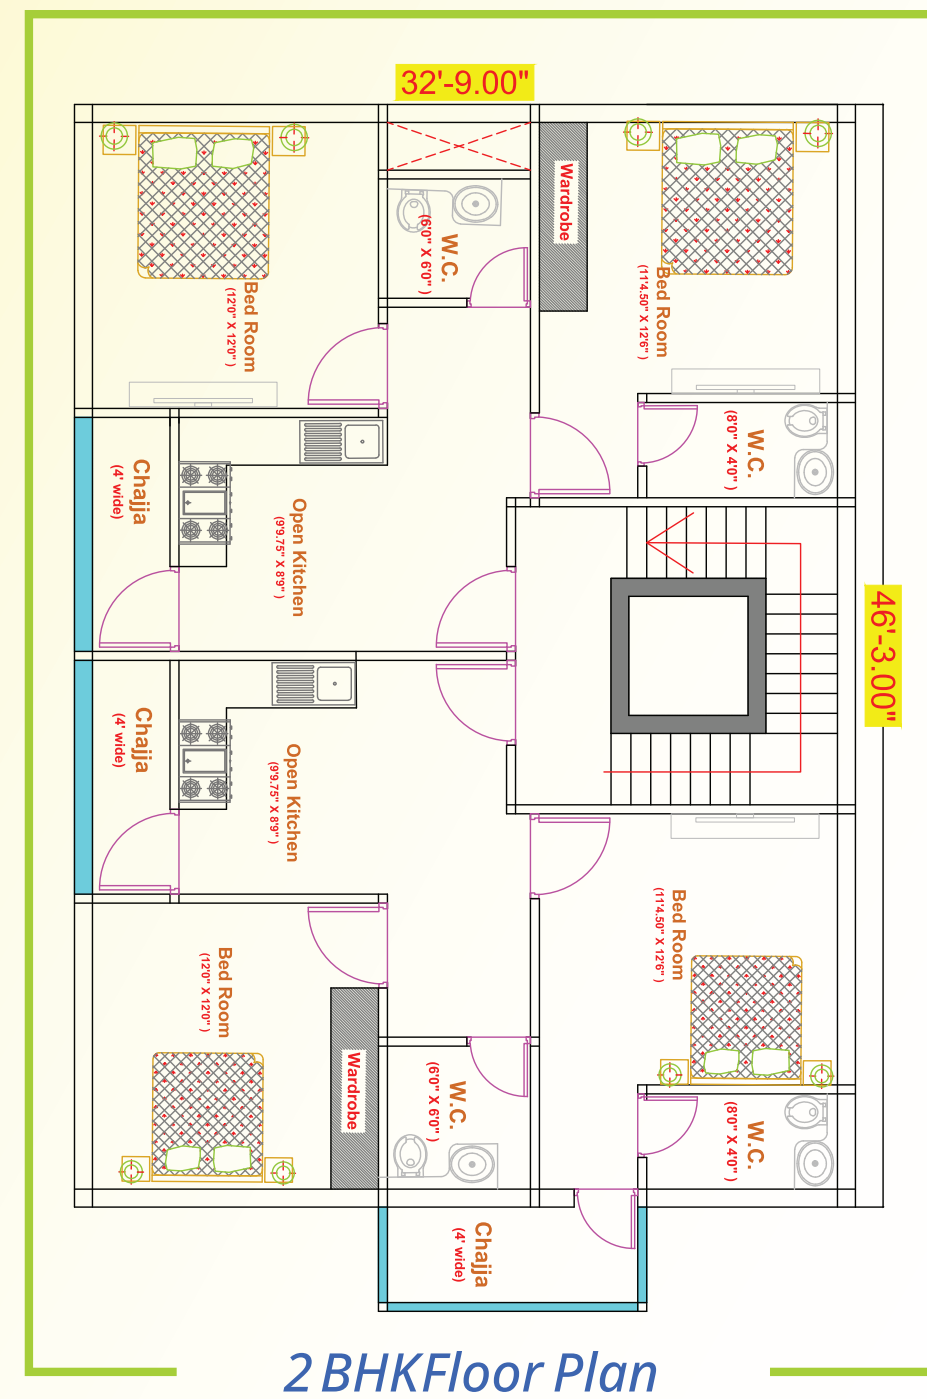 32'-9.00"
Wardrobe
W.C.
(6'0" X 6'0" )
Bed Room
(12'0" X 12'0" )
Bed Room
(11'4.50" X 12'6" )
W.C.
(8'0" X 4'0" )
Chajja
(4' wide)
Open Kitchen
(9'9.75" X 8'9" )
46'-3.00"
Chajja
(4' wide)
Open Kitchen
(9'9.75" X 8'9" )
Bed Room
(11'4.50" X 12'6" )
Bed Room
(12'0" X 12'0" )
Wardrobe
W.C.
(6'0" X 6'0" )
W.C.
(8'0" X 4'0" )
Chajja
(4' wide)
2 BHKFloor Plan